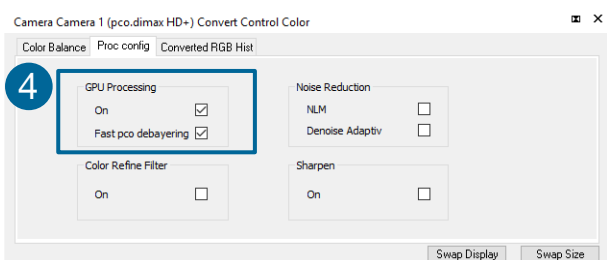 Camera Camera 1 (pco.dimax HD+) Convert Control Color
Color Balance Proc config Converted RGB Hist
4
GPU Processing
On
Fast pco debayering
Noise Reduction
NLM
Denoise Adaptiv
Color Refine Filter
On
Sharpen
On
Swap Display Swap Size